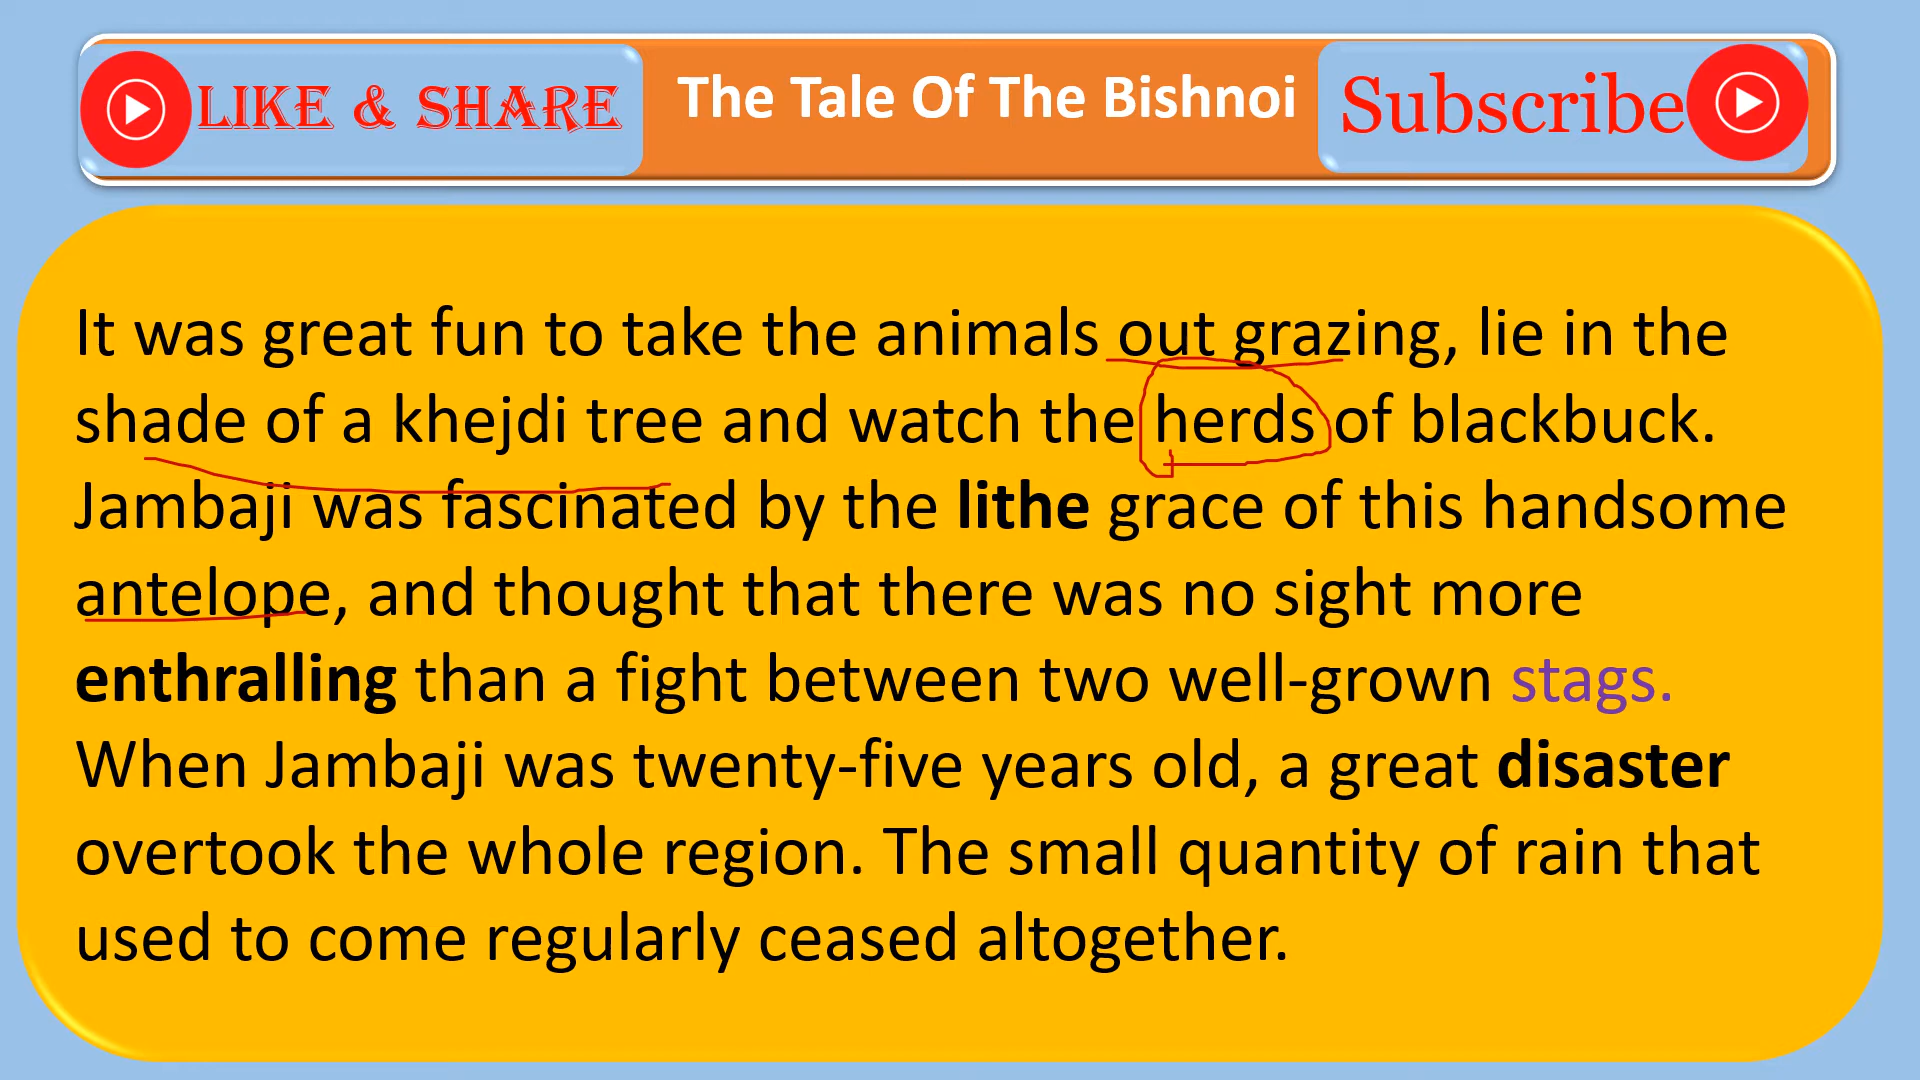 LIKE & SHARE
The Tale Of The Bishnoi
Subscribe
It was great fun to take the animals out grazing, lie in the
shade of a khejdi tree and watch the herds of blackbuck.
Jambaji was fascinated by the lithe grace of this handsome
antelope, and thought that there was no sight more
enthralling than a fight between two well-grown stags.
When Jambaji was twenty-five years old, a great disaster
overtook the whole region. The small quantity of rain that
used to come regularly ceased altogether.